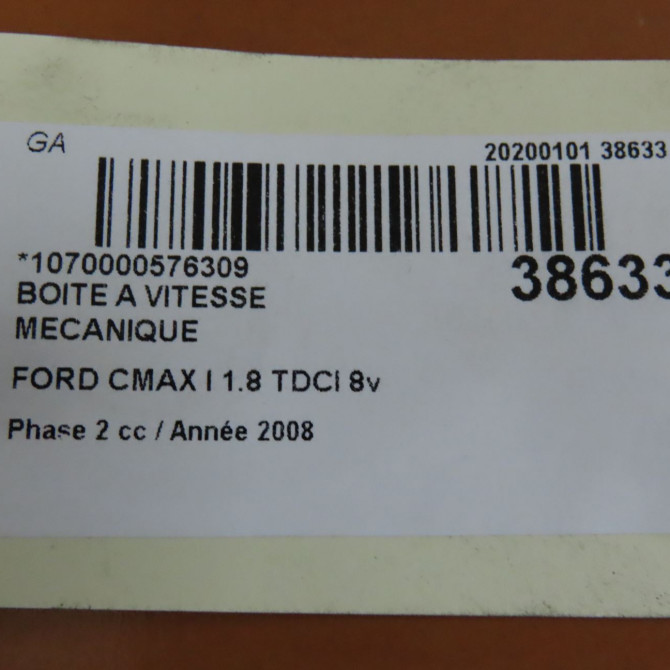 GA
20200101 38633
*1070000576309
38633
BOITE A VITESSE
MECANIQUE
FORD CMAX I 1.8 TDCI 8v
Phase 2 cc / Année 2008